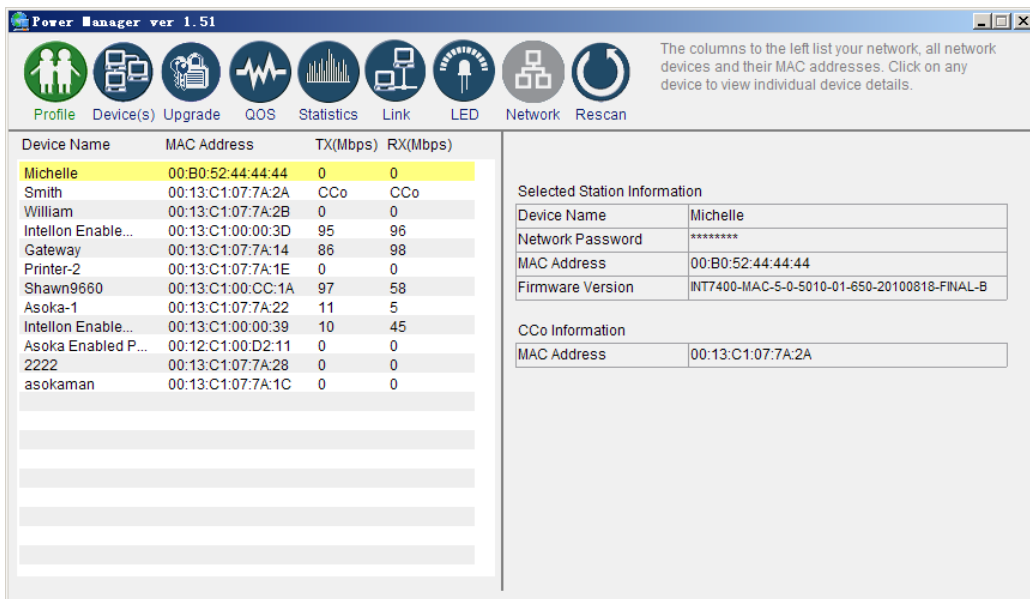 Power Manager ver 1.51
The columns to the left list your network, all network
devices and their MAC addresses. Click on any
device to view individual device details.
Profile Device(s) Upgrade QOS Statistics Link LED Network Rescan
Device Name MAC Address TX(Mbps) RX(Mbps)
Michelle 00:B0:52:44:44:44 0 0
Smith 00:13:C1:07:7A:2A CCo CCo
William 00:13:C1:07:7A:2B 0 0
Intellon Enable... 00:13:C1:00:00:3D 95 96
Gateway 00:13:C1:07:7A:14 86 98
Printer-2 00:13:C1:07:7A:1E 0 0
Shawn9660 00:13:C1:00:CC:1A 97 58
Asoka-1 00:13:C1:07:7A:22 11 5
Intellon Enable... 00:13:C1:00:00:39 10 45
Asoka Enabled P... 00:12:C1:00:D2:11 0 0
2222 00:13:C1:07:7A:28 0 0
asokaman 00:13:C1:07:7A:1C 0 0
Selected Station Information
Device Name Michelle
Network Password ********
MAC Address 00:B0:52:44:44:44
Firmware Version INT7400-MAC-5-0-5010-01-650-20100818-FINAL-B
CCo Information
MAC Address 00:13:C1:07:7A:2A